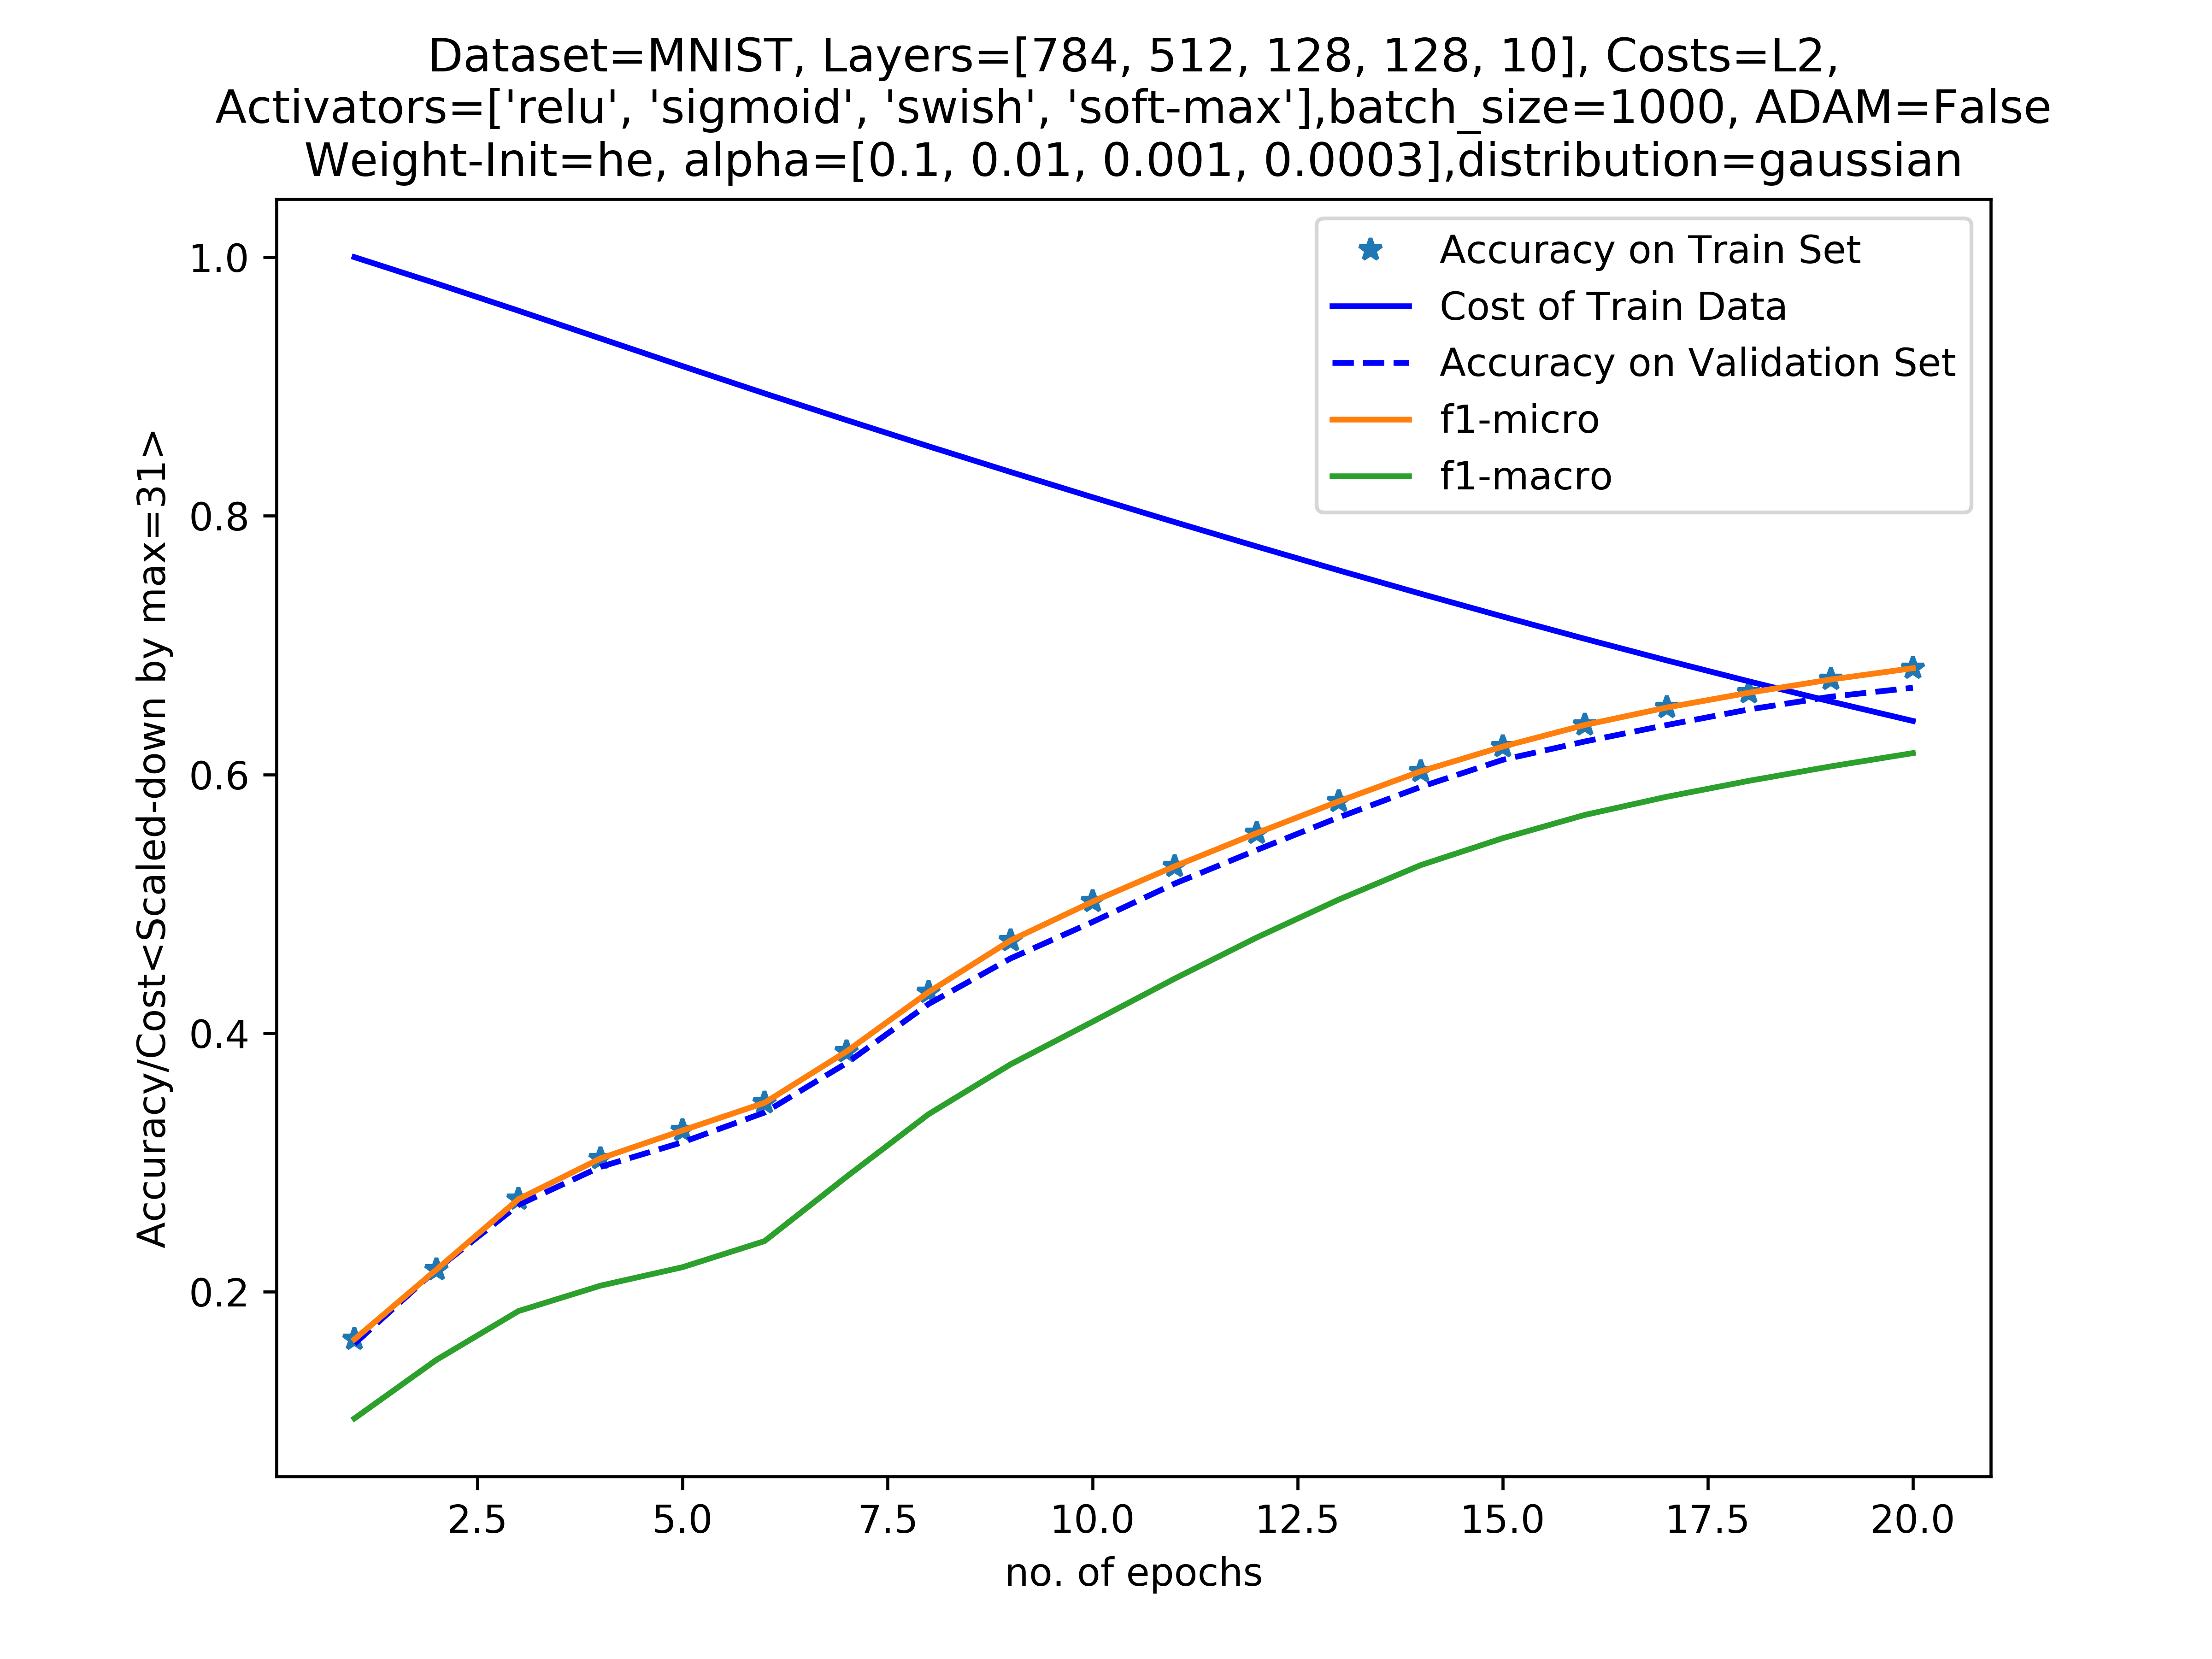 Dataset=MNIST, Layers=[784, 512, 128, 128, 10], Costs=L2,
Activators=['relu', 'sigmoid', 'swish', 'soft-max'],batch_size=1000, ADAM=False
Weight-Init=he, alpha=[0.1, 0.01, 0.001, 0.0003],distribution=gaussian
Accuracy on Train Set
Cost of Train Data
Accuracy on Validation Set
f1-micro
f1-macro
Accuracy/Cost<Scaled-down by max=31>
1.0
0.8
0.6
0.4
0.2
2.5 5.0 7.5 10.0 12.5 15.0 17.5 20.0
no. of epochs